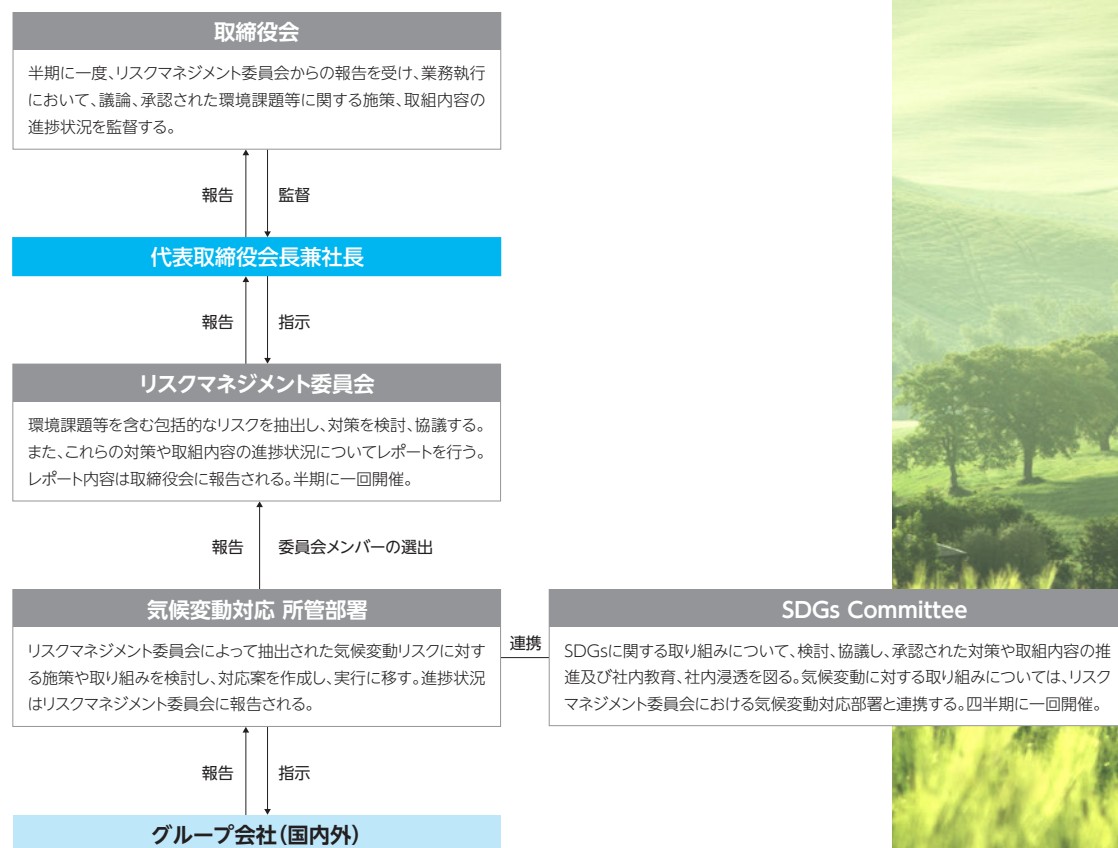 取締役会
半期に一度、リスクマネジメント委員会からの報告を受け、業務執行
において、議論、承認された環境課題等に関する施策、取組内容の
進捗状況を監督する。
報告 監督
代表取締役会長兼社長
報告 指示
リスクマネジメント委員会
環境課題等を含む包括的なリスクを抽出し、対策を検討、協議する。
また、これらの対策や取組内容の進捗状況についてレポートを行う。
レポート内容は取締役会に報告される。半期に一回開催。
報告 委員会メンバーの選出
気候変動対応 所管部署
リスクマネジメント委員会によって抽出された気候変動リスクに対す
る施策や取り組みを検討し、対応案を作成し、実行に移す。進捗状況
はリスクマネジメント委員会に報告される。
連携
SDGs Committee
SDGsに関する取り組みについて、検討、協議し、承認された対策や取組内容の推
進及び社内教育、社内浸透を図る。気候変動に対する取り組みについては、リスク
マネジメント委員会における気候変動対応部署と連携する。四半期に一回開催。
報告 指示
グループ会社(国内外)